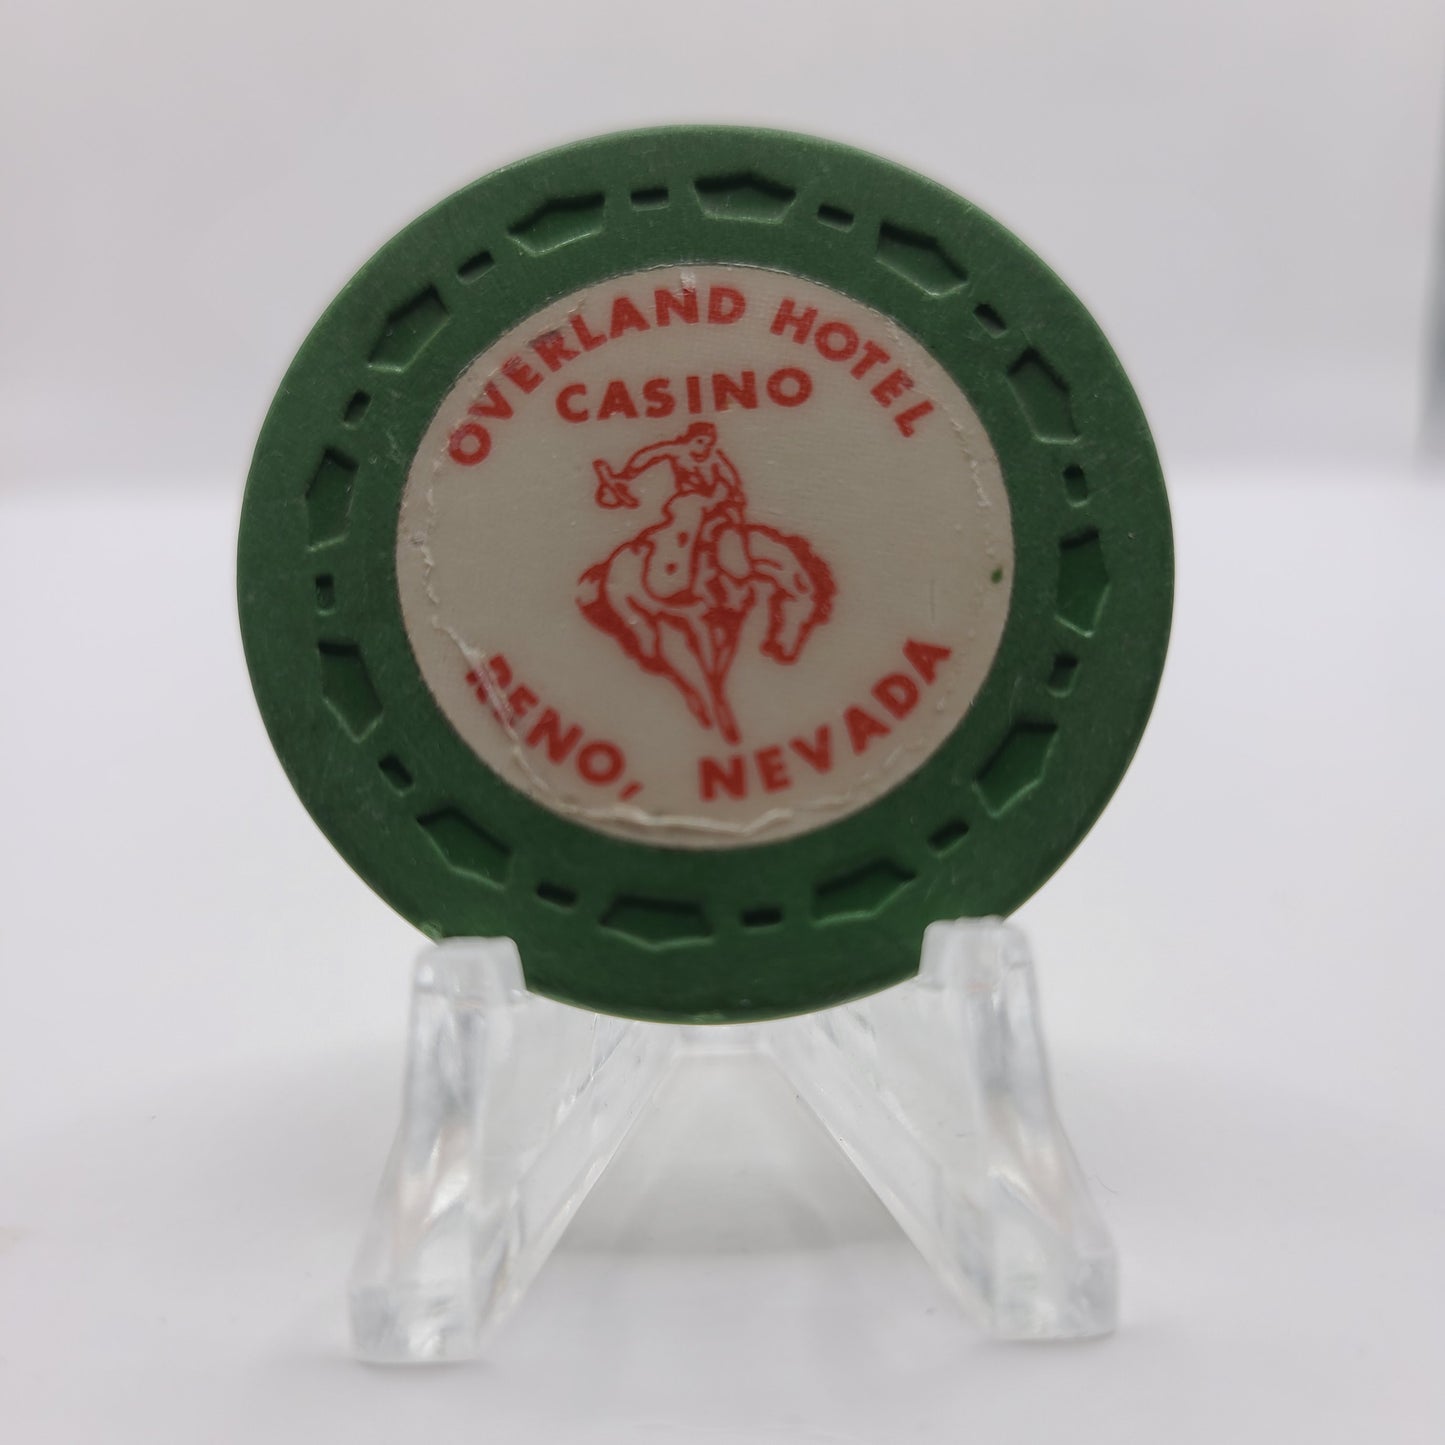 OVERLAND HOTEL
CASINO
RENO, NEVADA